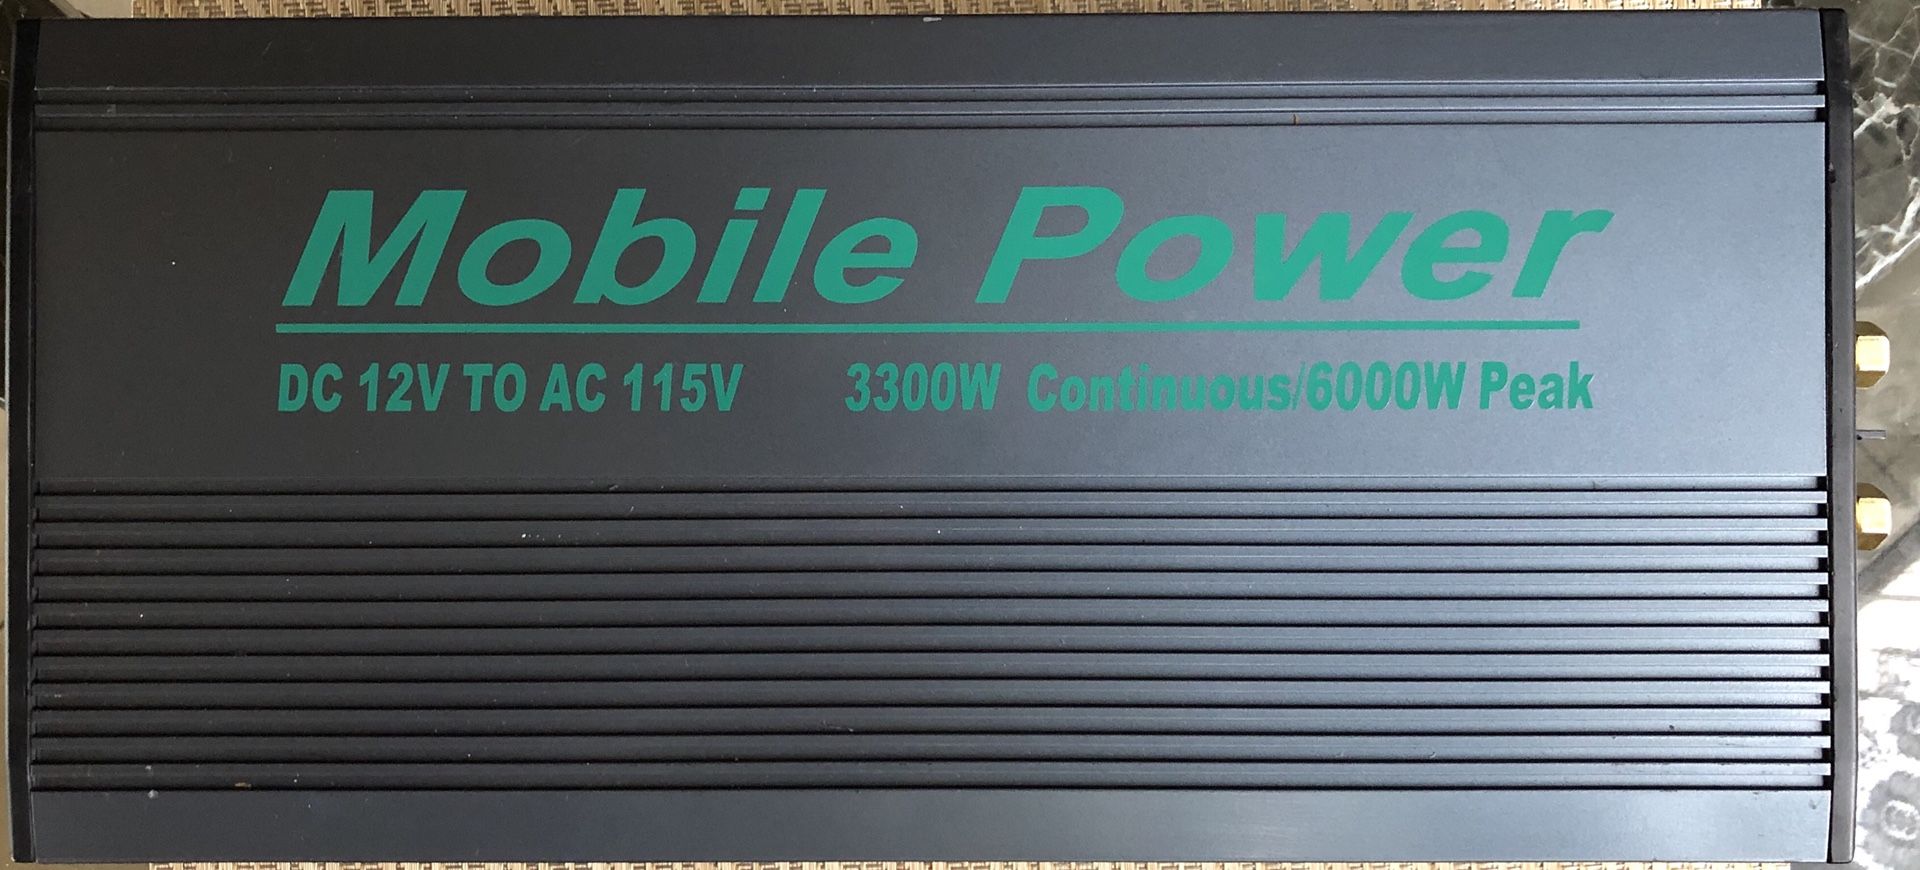 Mobile Power
DC 12V TO AC 115V 3300W Continuous/6000W Peak